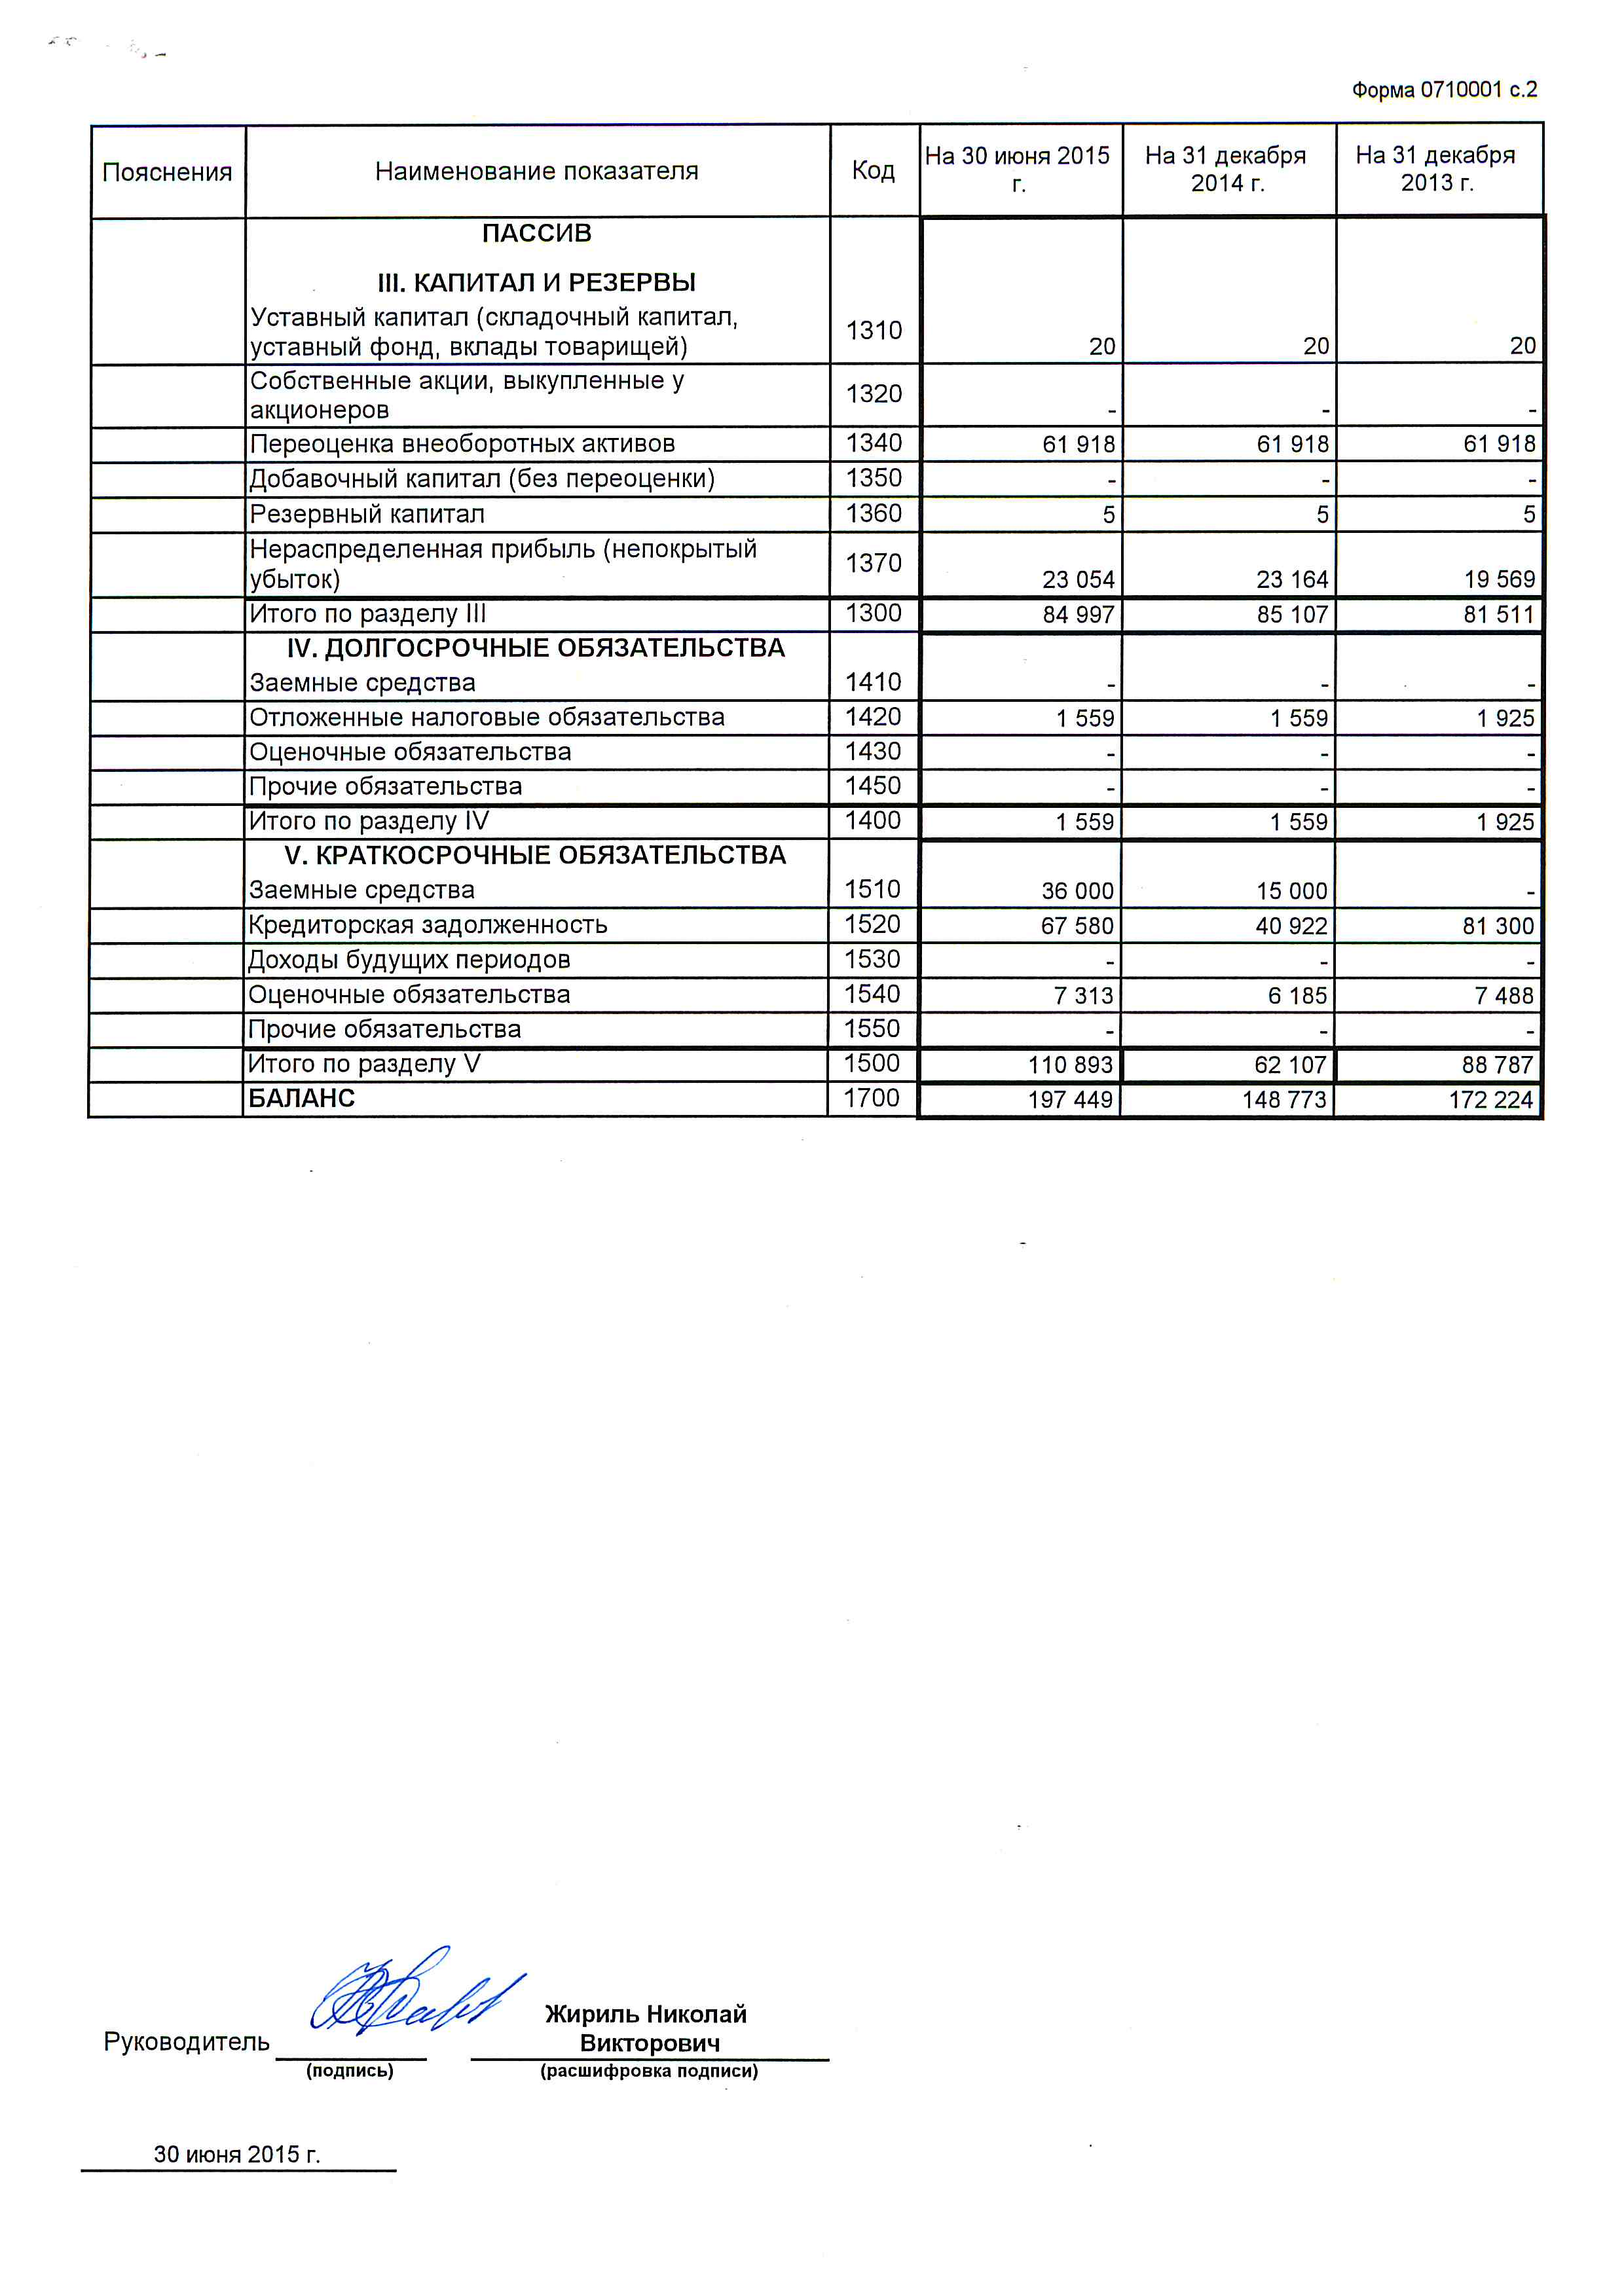 Форма 0710001 с.2
Пояснения Наименование показателя Код На 30 июня 2015 г. На 31 декабря 2014 г. На 31 декабря 2013 г.
ПАССИВ
III. КАПИТАЛ И РЕЗЕРВЫ
Уставный капитал (складочный капитал,
уставный фонд, вклады товарищей) 1310 20 20 20
Собственные акции, выкупленные у
акционеров 1320 - - -
Переоценка внеоборотных активов 1340 61 918 61 918 61 918
Добавочный капитал (без переоценки) 1350 - - -
Резервный капитал 1360 5 5 5
Нераспределенная прибыль (непокрытый
убыток) 1370 23 054 23 164 19 569
Итого по разделу III 1300 84 997 85 107 81 511
IV. ДОЛГОСРОЧНЫЕ ОБЯЗАТЕЛЬСТВА
Заемные средства 1410 - - -
Отложенные налоговые обязательства 1420 1 559 1 559 1 925
Оценочные обязательства 1430 - - -
Прочие обязательства 1450 - - -
Итого по разделу IV 1400 1 559 1 559 1 925
V. КРАТКОСРОЧНЫЕ ОБЯЗАТЕЛЬСТВА
Заемные средства 1510 36 000 15 000 -
Кредиторская задолженность 1520 67 580 40 922 81 300
Доходы будущих периодов 1530 - - -
Оценочные обязательства 1540 7 313 6 185 7 488
Прочие обязательства 1550 - - -
Итого по разделу V 1500 110 893 62 107 88 787
БАЛАНС 1700 197 449 148 773 172 224
Жириль Николай
Руководитель Викторович
(подпись) (расшифровка подписи)
30 июня 2015 г.